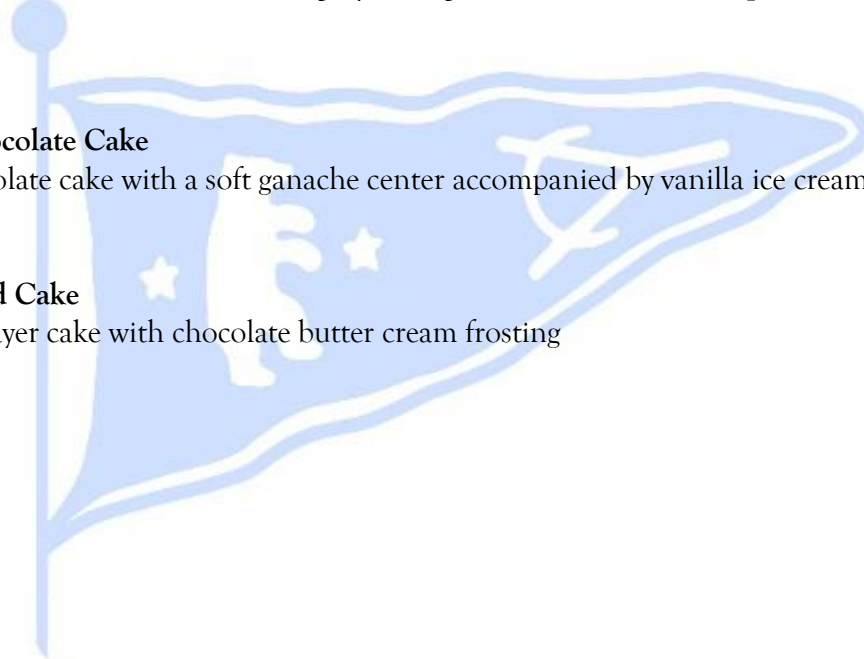 ocolate Cake
olate cake with a soft ganache center accompanied by vanilla ice cream
d Cake
yer cake with chocolate butter cream frosting